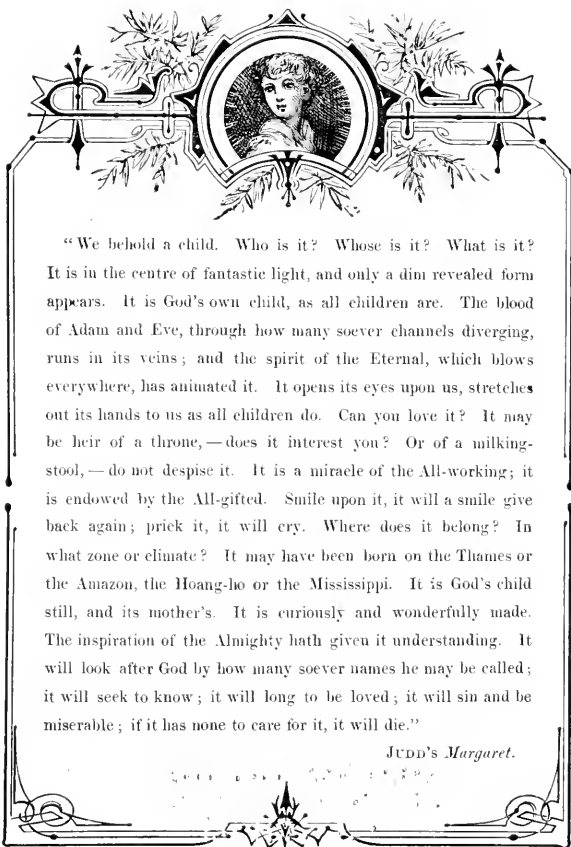 “We behold a child. Who is it? Whose is it? What is it?
It is in the centre of fantastic light, and only a dim revealed form
appears. It is God's own child, as all children are. The blood
of Adam and Eve, through how many soever channels diverging,
runs in its veins; and the spirit of the Eternal, which blows
everywhere, has animated it. It opens its eyes upon us, stretches
out its hands to us as all children do. Can you love it? It may
be heir of a throne, — does it interest you? Or of a milking-
stool, — do not despise it. It is a miracle of the All-working; it
is endowed by the All-gifted. Smile upon it, it will a smile give
back again; prick it, it will cry. Where does it belong? In
what zone or climate? It may have been born on the Thames or
the Amazon, the Hoang-ho or the Mississippi. It is God's child
still, and its mother's. It is curiously and wonderfully made.
The inspiration of the Almighty hath given it understanding. It
will look after God by how many soever names he may be called;
it will seek to know; it will long to be loved; it will sin and be
miserable; if it has none to care for it, it will die.”
JUDD'S Margaret.